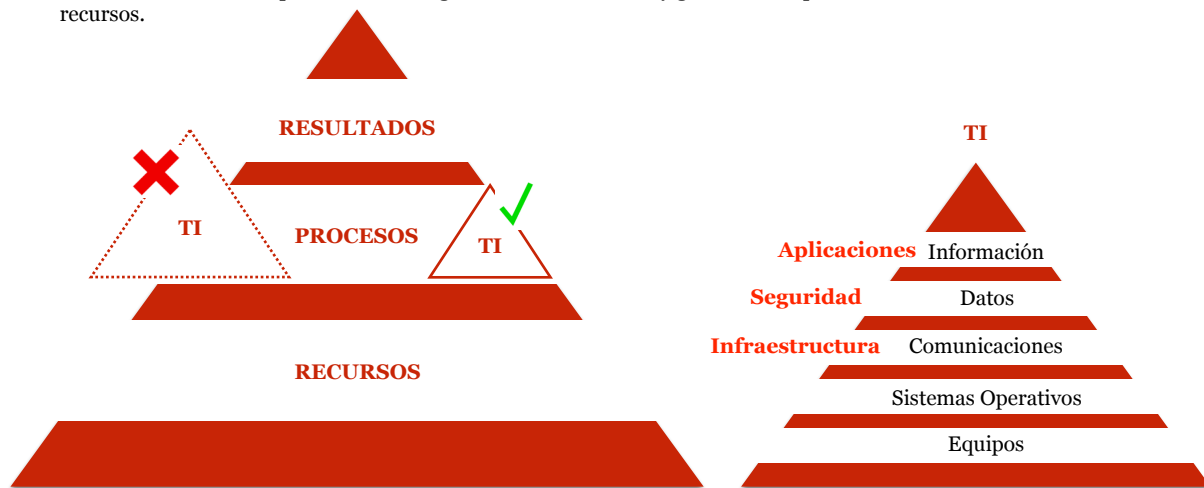 recursos.
RESULTADOS
TI
PROCESOS
TI
RECURSOS
TI
Aplicaciones Información
Seguridad Datos
Infraestructura Comunicaciones
Sistemas Operativos
Equipos